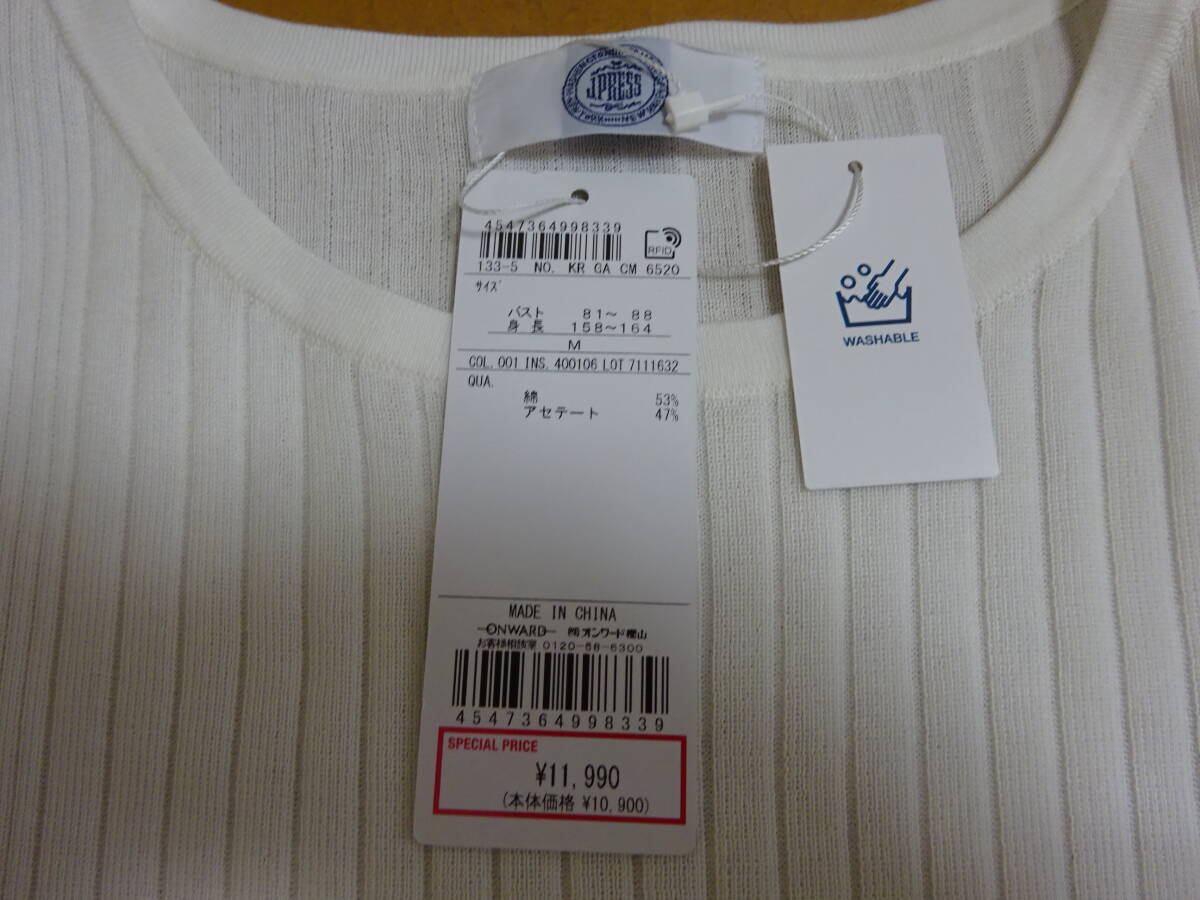 J.PRESS
4547364998339
RFID
133-5 NO. KR GA CM 6520
サイズ
バスト 81～ 88
身長 158～164
M
COL. 001 INS. 400106 LOT 7111632
QUA.
綿 53%
アセテート 47%
MADE IN CHINA
ONWARD ㈱オンワード樫山
お客様相談室 0120-58-6300
4547364998339
SPECIAL PRICE
¥11,990
(本体価格 ¥10,900)
WASHABLE